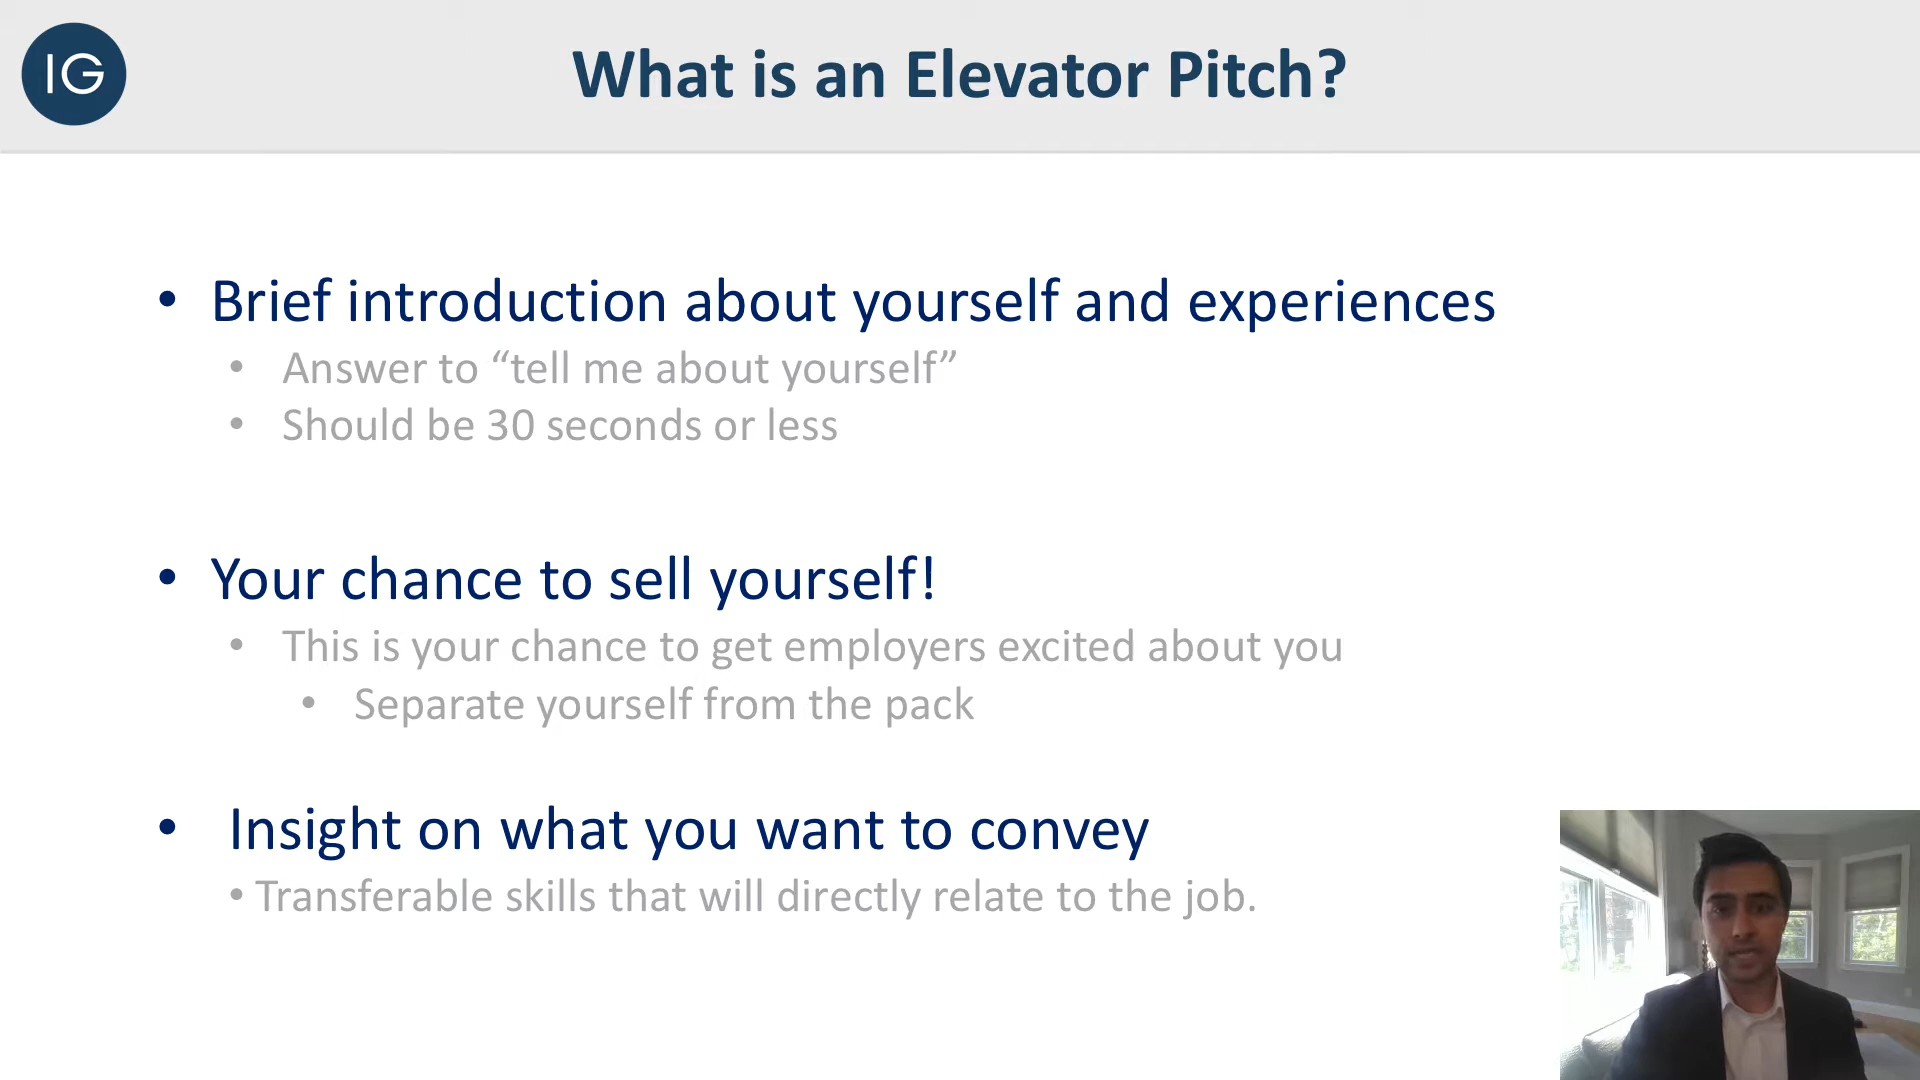 IG
What is an Elevator Pitch?
• Brief introduction about yourself and experiences
• Answer to “tell me about yourself”
• Should be 30 seconds or less
• Your chance to sell yourself!
• This is your chance to get employers excited about you
• Separate yourself from the pack
• Insight on what you want to convey
• Transferable skills that will directly relate to the job.